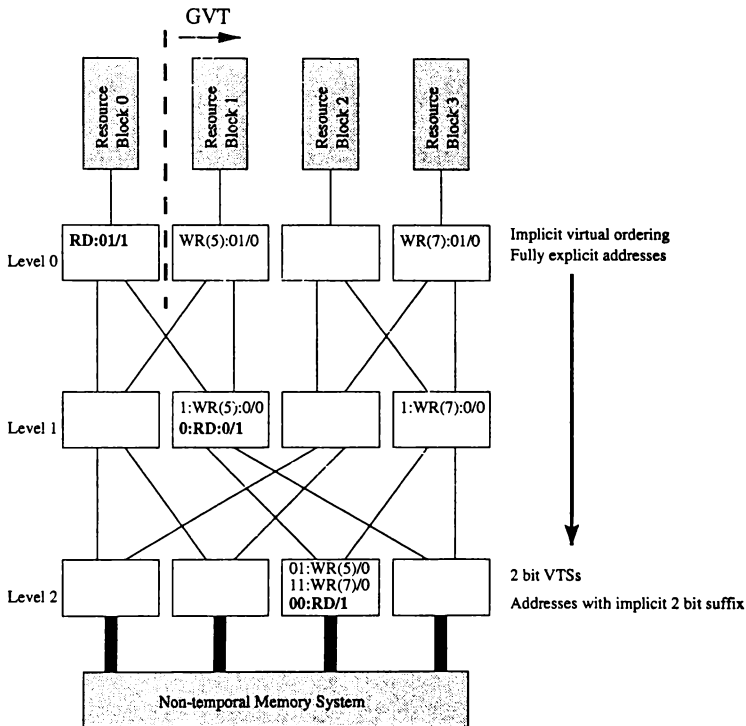 GVT
Resource
Block 0
Resource
Block 1
Resource
Block 2
Resource
Block 3
Level 0
RD:01/1
WR(5):01/0
WR(7):01/0
Implicit virtual ordering
Fully explicit addresses
Level 1
1:WR(5):0/0
0:RD:0/1
1:WR(7):0/0
Level 2
01:WR(5)/0
11:WR(7)/0
00:RD/1
2 bit VTSs
Addresses with implicit 2 bit suffix
Non-temporal Memory System